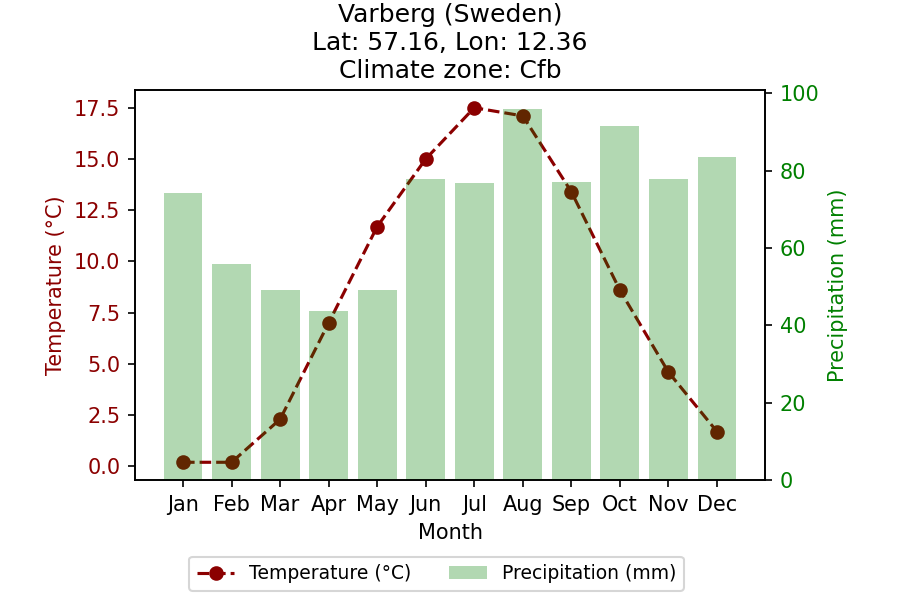 Varberg (Sweden)
Lat: 57.16, Lon: 12.36
Climate zone: Cfb
17.5
15.0
12.5
10.0
7.5
5.0
2.5
0.0
Temperature (°C)
100
80
60
40
20
0
Precipitation (mm)
Jan Feb Mar Apr May Jun Jul Aug Sep Oct Nov Dec
Month
Temperature (°C) Precipitation (mm)